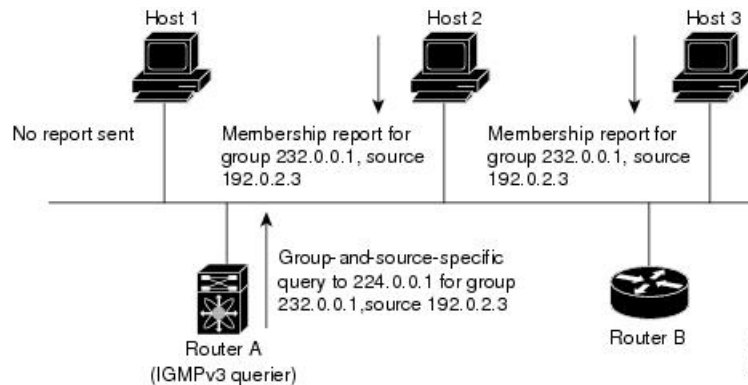 Host 1
Host 2
Host 3
No report sent
Membership report for
group 232.0.0.1, source
192.0.2.3
Membership report for
group 232.0.0.1, source
192.0.2.3
Group-and-source-specific
query to 224.0.0.1 for group
232.0.0.1,source 192.0.2.3
Router A
(IGMPv3 querier)
Router B